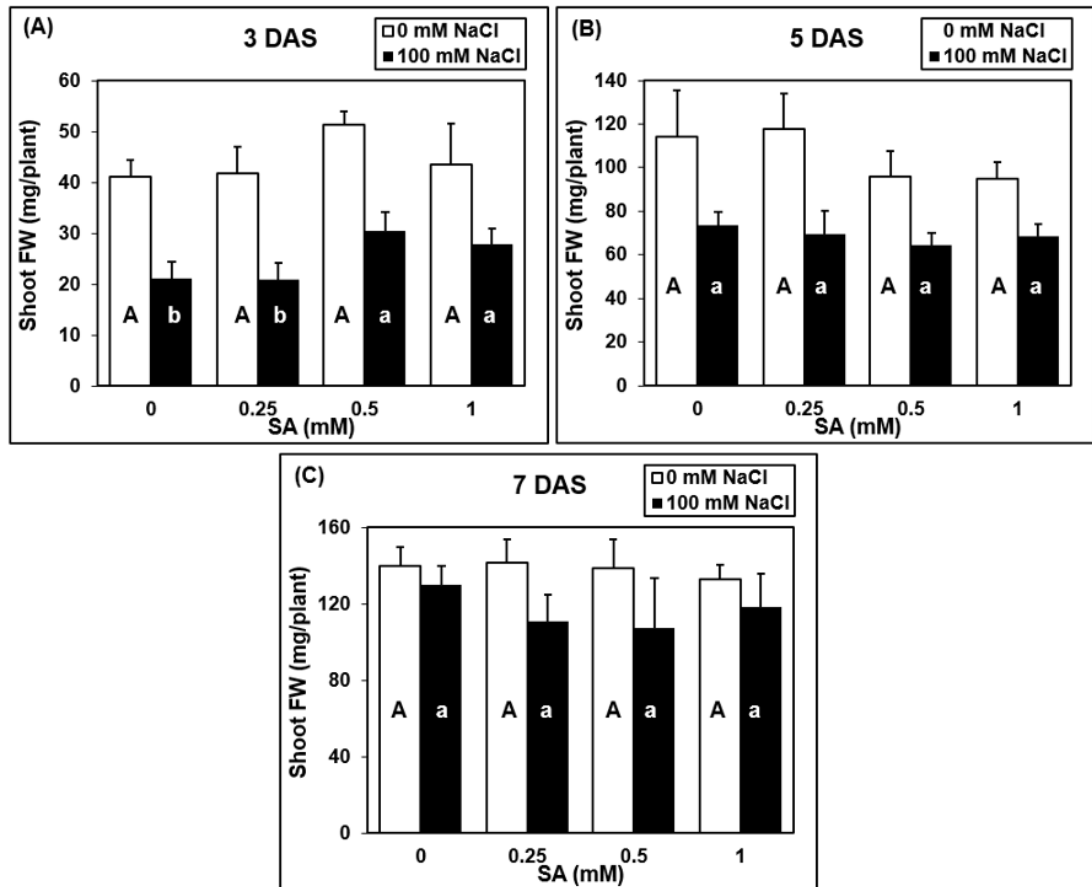 (A)
3 DAS
0 mM NaCl
100 mM NaCl
Shoot FW (mg/plant)
60
50
40
30
20
10
0
A b A b A a A a
0 0.25 0.5 1
SA (mM)
(B)
5 DAS
0 mM NaCl
100 mM NaCl
Shoot FW (mg/plant)
140
120
100
80
60
40
20
0
A a A a A a A a
0 0.25 0.5 1
SA (mM)
(C)
7 DAS
0 mM NaCl
100 mM NaCl
Shoot FW (mg/plant)
160
120
80
40
0
A a A a A a A a
0 0.25 0.5 1
SA (mM)